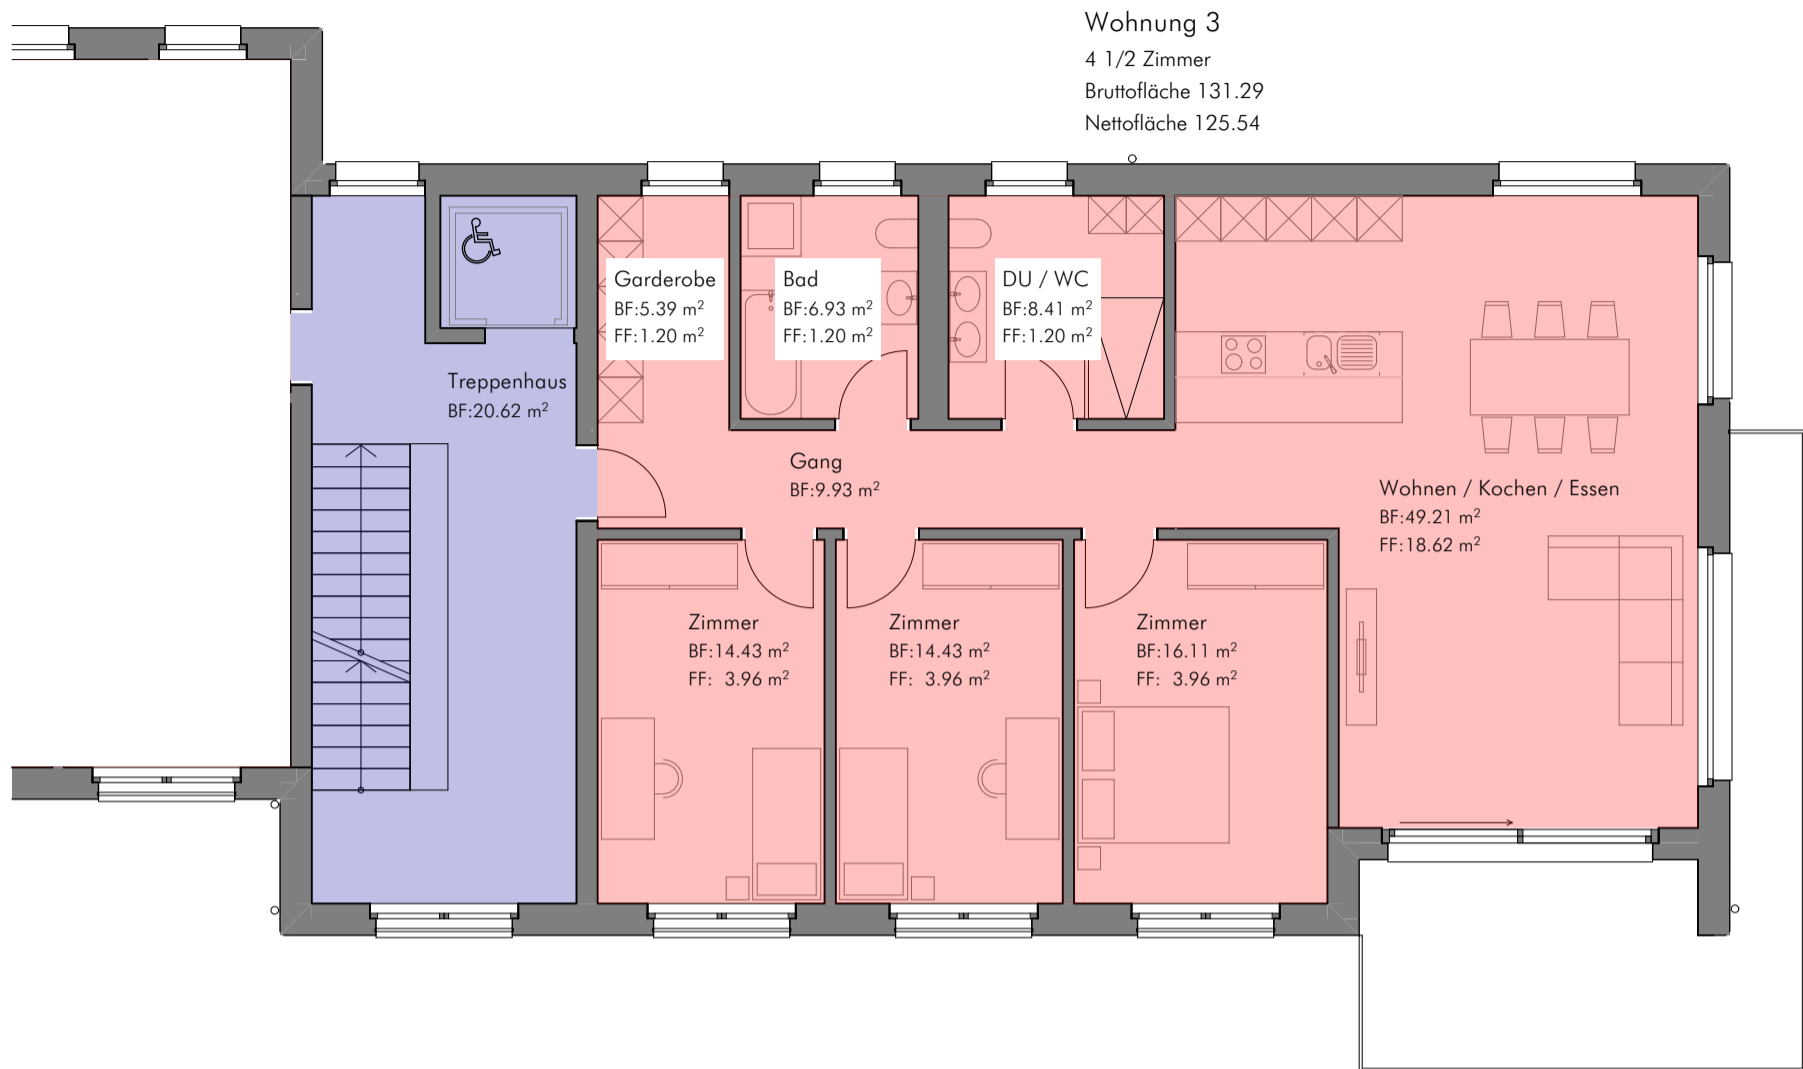 Wohnung 3
4 1/2 Zimmer
Bruttofläche 131.29
Nettofläche 125.54
Garderobe
BF:5.39 m²
FF:1.20 m²
Bad
BF:6.93 m²
FF:1.20 m²
DU / WC
BF:8.41 m²
FF:1.20 m²
Treppenhaus
BF:20.62 m²
Gang
BF:9.93 m²
Wohnen / Kochen / Essen
BF:49.21 m²
FF:18.62 m²
Zimmer
BF:14.43 m²
FF: 3.96 m²
Zimmer
BF:14.43 m²
FF: 3.96 m²
Zimmer
BF:16.11 m²
FF: 3.96 m²